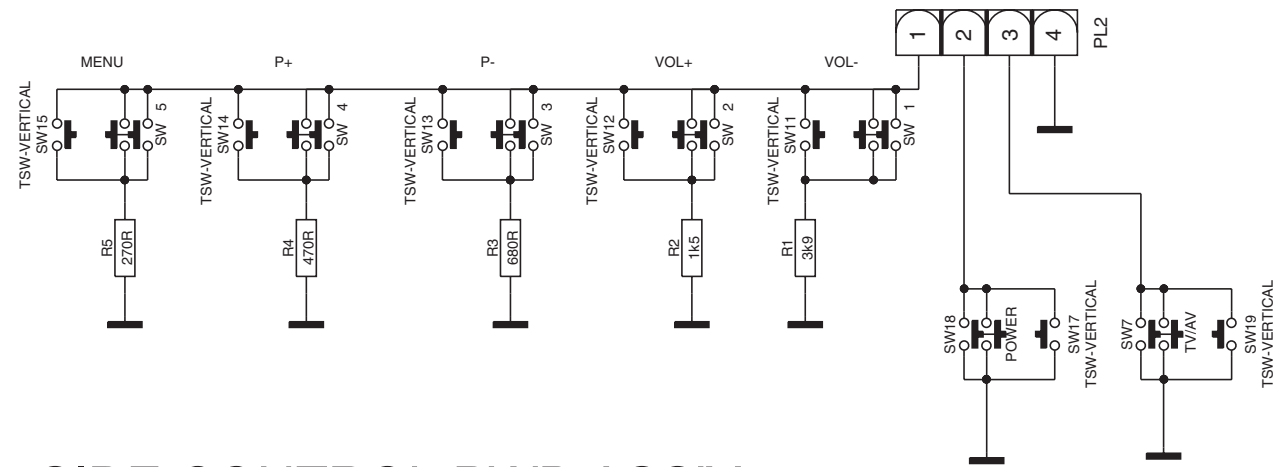 1 2 3 4
PL2
MENU P+ P- VOL+ VOL-
TSW-VERTICAL
SW15
SW 5
TSW-VERTICAL
SW14
SW 4
TSW-VERTICAL
SW13
SW 3
TSW-VERTICAL
SW12
SW 2
TSW-VERTICAL
SW11
SW 1
R5
270R
R4
470R
R3
680R
R2
1k5
R1
3k9
SW18
POWER
SW17
TSW-VERTICAL
SW7
TV/AV
SW19
TSW-VERTICAL